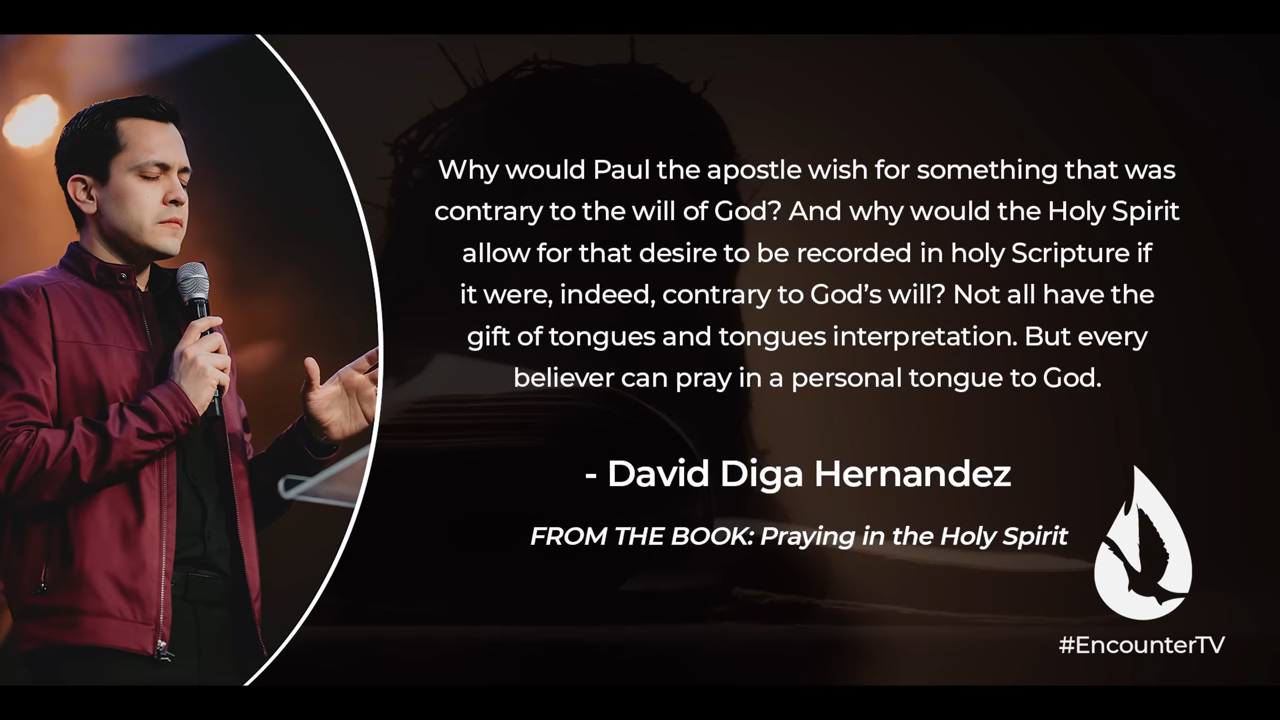 Why would Paul the apostle wish for something that was
contrary to the will of God? And why would the Holy Spirit
allow for that desire to be recorded in holy Scripture if
it were, indeed, contrary to God’s will? Not all have the
gift of tongues and tongues interpretation. But every
believer can pray in a personal tongue to God.
- David Diga Hernandez
FROM THE BOOK: Praying in the Holy Spirit
#EncounterTV